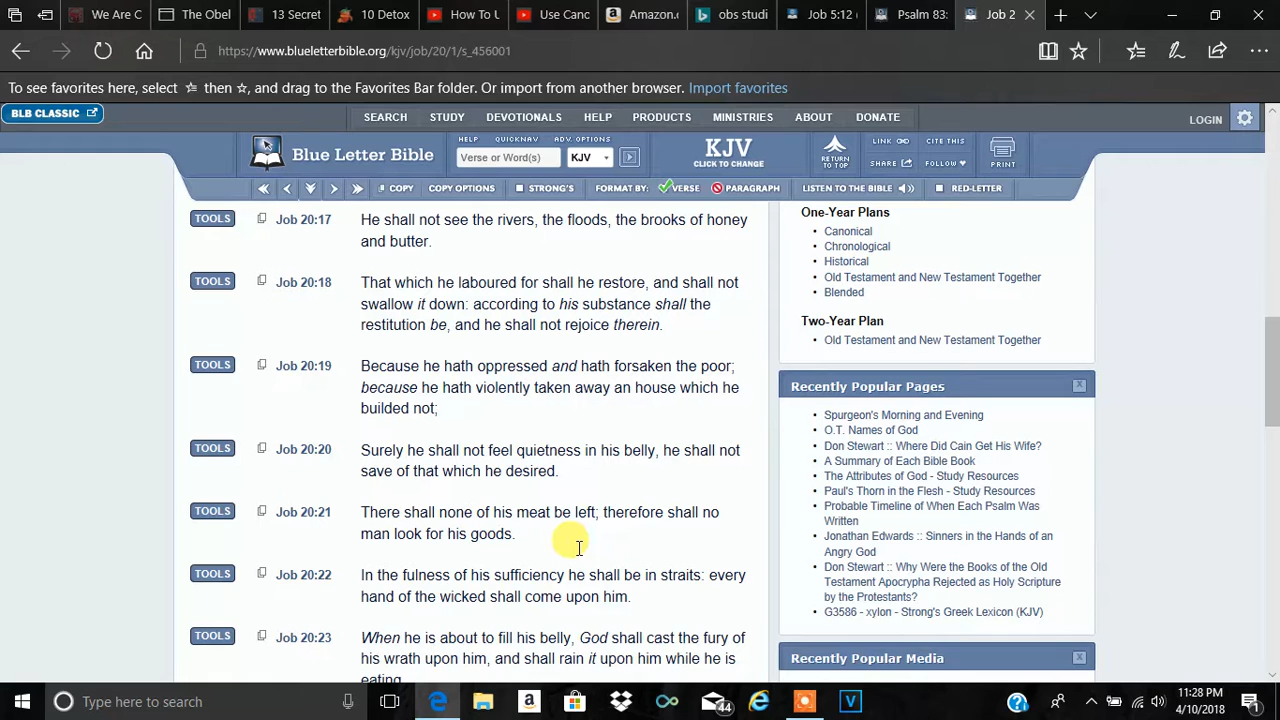 We Are C
The Obel
13 Secret
10 Detox
How To U
Use Canc
Amazon.c
obs studi
Job 5:12 (
Psalm 83:
Job 2
https://www.blueletterbible.org/kjv/job/20/1/s_456001
To see favorites here, select then, and drag to the Favorites Bar folder. Or import from another browser. Import favorites
BLB CLASSIC
SEARCH STUDY DEVOTIONALS HELP PRODUCTS MINISTRIES ABOUT DONATE
LOGIN
Blue Letter Bible
HELP QUICKNAV ADV. OPTIONS
Verse or Word(s) KJV
KJV
CLICK TO CHANGE
RETURN
TO TOP
LINK CITE THIS
SHARE FOLLOW
PRINT
COPY COPY OPTIONS STRONG'S FORMAT BY: VERSE PARAGRAPH LISTEN TO THE BIBLE RED-LETTER
TOOLS Job 20:17 He shall not see the rivers, the floods, the brooks of honey
and butter.
TOOLS Job 20:18 That which he laboured for shall he restore, and shall not
swallow it down: according to his substance shall the
restitution be, and he shall not rejoice therein.
TOOLS Job 20:19 Because he hath oppressed and hath forsaken the poor;
because he hath violently taken away an house which he
builded not;
TOOLS Job 20:20 Surely he shall not feel quietness in his belly, he shall not
save of that which he desired.
TOOLS Job 20:21 There shall none of his meat be left; therefore shall no
man look for his goods.
TOOLS Job 20:22 In the fulness of his sufficiency he shall be in straits: every
hand of the wicked shall come upon him.
TOOLS Job 20:23 When he is about to fill his belly, God shall cast the fury of
his wrath upon him, and shall rain it upon him while he is
eating.
One-Year Plans
Canonical
Chronological
Historical
Old Testament and New Testament Together
Blended
Two-Year Plan
Old Testament and New Testament Together
Recently Popular Pages
Spurgeon's Morning and Evening
O.T. Names of God
Don Stewart :: Where Did Cain Get His Wife?
A Summary of Each Bible Book
The Attributes of God - Study Resources
Paul's Thorn in the Flesh - Study Resources
Probable Timeline of When Each Psalm Was
Written
Jonathan Edwards :: Sinners in the Hands of an
Angry God
Don Stewart :: Why Were the Books of the Old
Testament Apocrypha Rejected as Holy Scripture
by the Protestants?
G3586 - xylon - Strong's Greek Lexicon (KJV)
Recently Popular Media
Type here to search
44
11:28 PM
4/10/2018